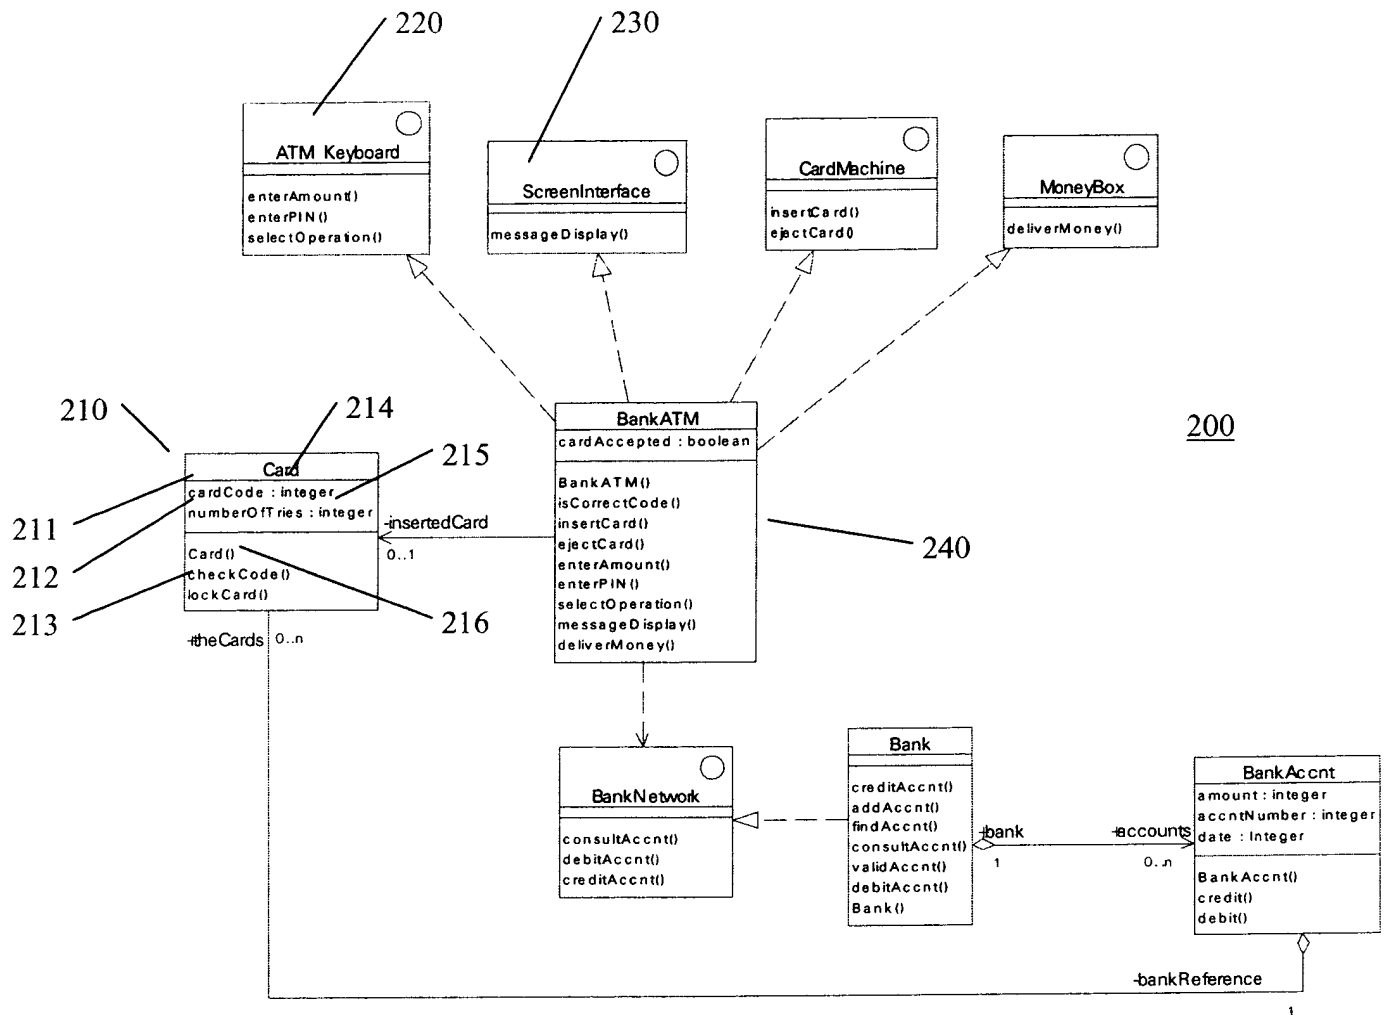 220
230
ATM Keyboard
enterAmount()
enterPIN()
selectOperation()
ScreenInterface
messageDisplay()
CardMachine
insertCard()
ejectCard()
MoneyBox
deliverMoney()
210
214
215
211
212
213
216
Card
cardCode : integer
numberOfTries : integer
Card()
checkCode()
lockCard()
-insertedCard
0..1
BankATM
cardAccepted : boolean
BankATM()
isCorrectCode()
insertCard()
ejectCard()
enterAmount()
enterPIN()
selectOperation()
messageDisplay()
deliverMoney()
200
240
-theCards
0..n
BankNetwork
consultAccnt()
debitAccnt()
creditAccnt()
Bank
creditAccnt()
addAccnt()
findAccnt()
consultAccnt()
validAccnt()
debitAccnt()
Bank()
-bank
1
-accounts
0..n
BankAccnt
amount : integer
accntNumber : integer
date : Integer
BankAccnt()
credit()
debit()
-bankReference
1